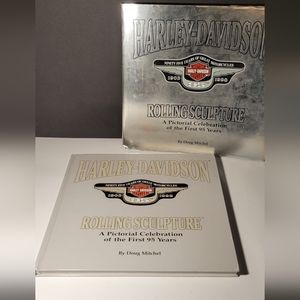 HARLEY-DAVIDSON
NINETY FIVE YEARS OF GREAT MOTORCYCLES
1903 1998
HARLEY-DAVIDSON
ROLLING SCULPTURE
A Pictorial Celebration
of the First 95 Years
By Doug Mitchel
HARLEY-DAVIDSON
NINETY FIVE YEARS OF GREAT MOTORCYCLES
1903 1998
ROLLING SCULPTURE
A Pictorial Celebration
of the First 95 Years
By Doug Mitchel